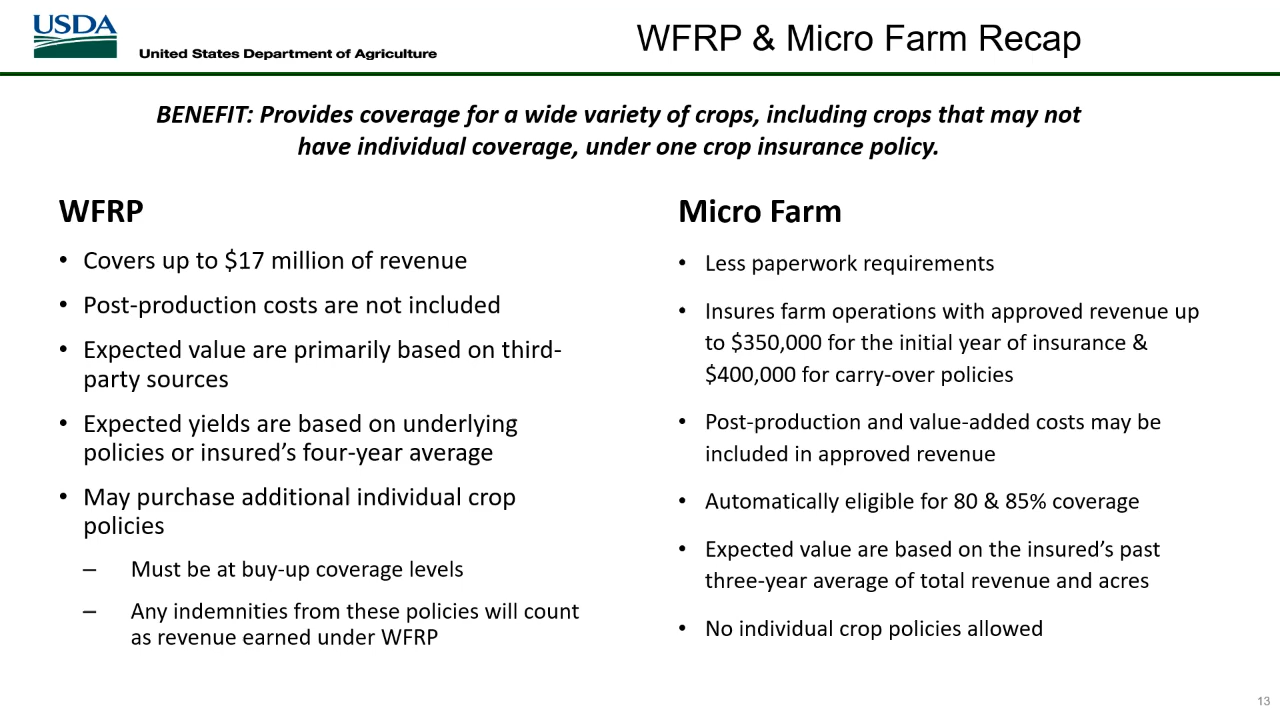 USDA
United States Department of Agriculture
WFRP & Micro Farm Recap
BENEFIT: Provides coverage for a wide variety of crops, including crops that may not
have individual coverage, under one crop insurance policy.
WFRP
• Covers up to $17 million of revenue
• Post-production costs are not included
• Expected value are primarily based on third-
party sources
• Expected yields are based on underlying
policies or insured’s four-year average
• May purchase additional individual crop
policies
– Must be at buy-up coverage levels
– Any indemnities from these policies will count
as revenue earned under WFRP
Micro Farm
• Less paperwork requirements
• Insures farm operations with approved revenue up
to $350,000 for the initial year of insurance &
$400,000 for carry-over policies
• Post-production and value-added costs may be
included in approved revenue
• Automatically eligible for 80 & 85% coverage
• Expected value are based on the insured’s past
three-year average of total revenue and acres
• No individual crop policies allowed
13